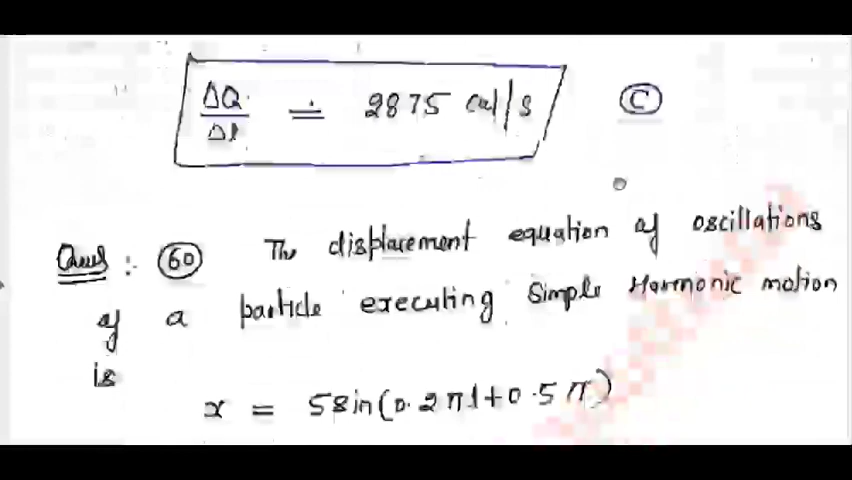 ΔQ/Δt = 2875 cal/s (C)
Ques :- (60) The displacement equation of oscillations
of a particle executing Simple Harmonic motion
is
x = 5sin(0.2πt+0.5π)